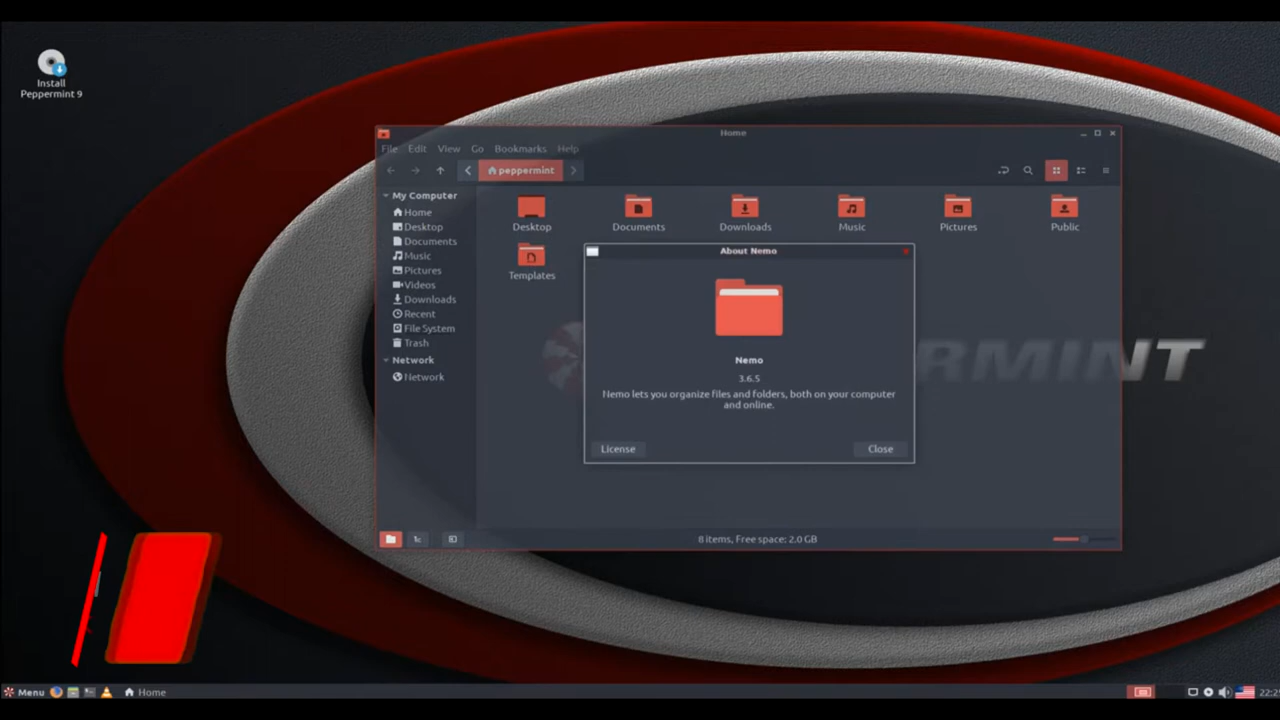 Install
Peppermint 9
Home
File Edit View Go Bookmarks Help
peppermint
My Computer
Home
Desktop
Documents
Music
Pictures
Videos
Downloads
Recent
File System
Trash
Network
Network
Desktop
Documents
Downloads
Music
Pictures
Public
Templates
About Nemo
Nemo
3.6.5
Nemo lets you organize files and folders, both on your computer
and online.
License
Close
8 items, Free space: 2.0 GB
Menu
Home